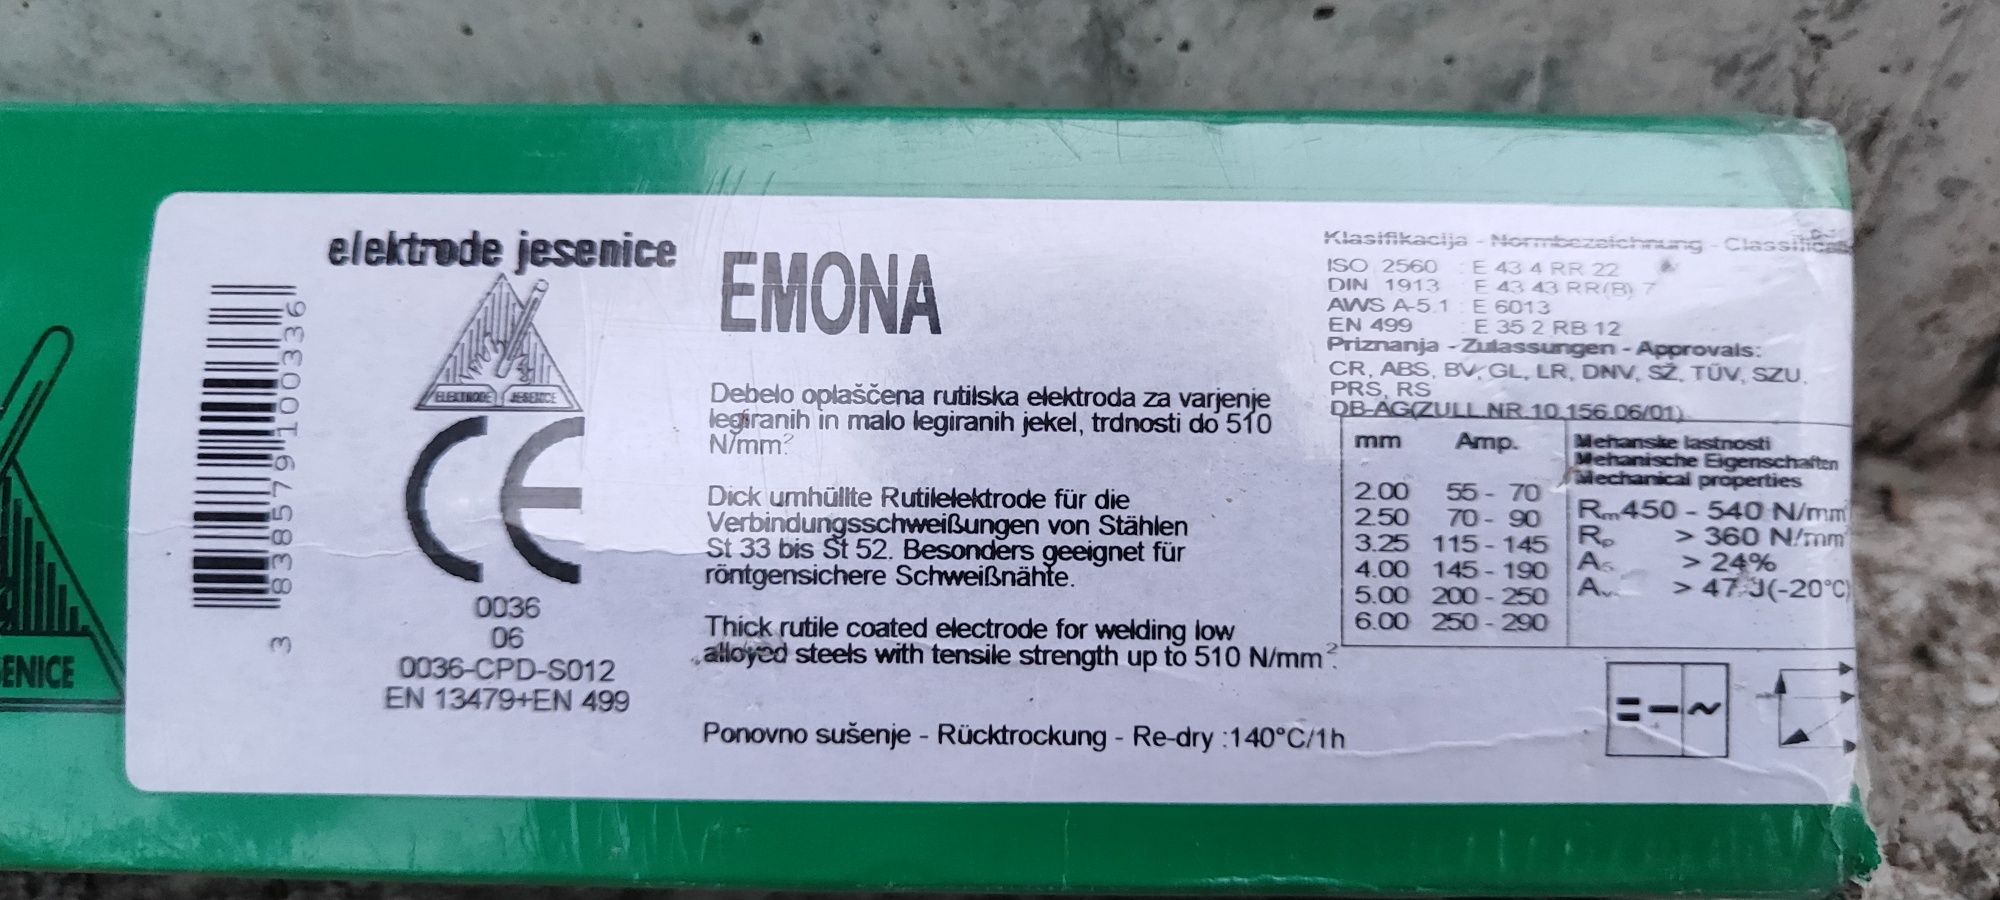 elektrode jesenice
ELEKTRODE JESENICE
3 838579 100336
0036
06
0036-CPD-S012
EN 13479+EN 499
ENICE
EMONA
Debelo oplaščena rutilska elektroda za varjenje
legiranih in malo legiranih jekel, trdnosti do 510
N/mm²
Dick umhüllte Rutilelektrode für die
Verbindungsschweißungen von Stählen
St 33 bis St 52. Besonders geeignet für
röntgensichere Schweißnähte.
Thick rutile coated electrode for welding low
alloyed steels with tensile strength up to 510 N/mm².
Ponovno sušenje - Rücktrockung - Re-dry :140°C/1h
Klasifikacija - Normbezeichnung - Classific
ISO 2560 : E 43 4 RR 22
DIN 1913 : E 43 43 RR(B) 7
AWS A-5.1 : E 6013
EN 499 : E 35 2 RB 12
Priznanja - Zulassungen - Approvals:
CR, ABS, BV, GL, LR, DNV, SŽ, TÜV, SZU,
PRS, RS
DB-AG(ZULL.NR.10.156.06/01)
mm Amp.
2.00 55 - 70
2.50 70 - 90
3.25 115 - 145
4.00 145 - 190
5.00 200 - 250
6.00 250 - 290
Mehanske lastnosti
Mehanische Eigenschaften
Mechanical properties
Rm 450 - 540 N/mm
Rp > 360 N/mm
A5 > 24%
Av > 47 J(-20°C)
= - ~